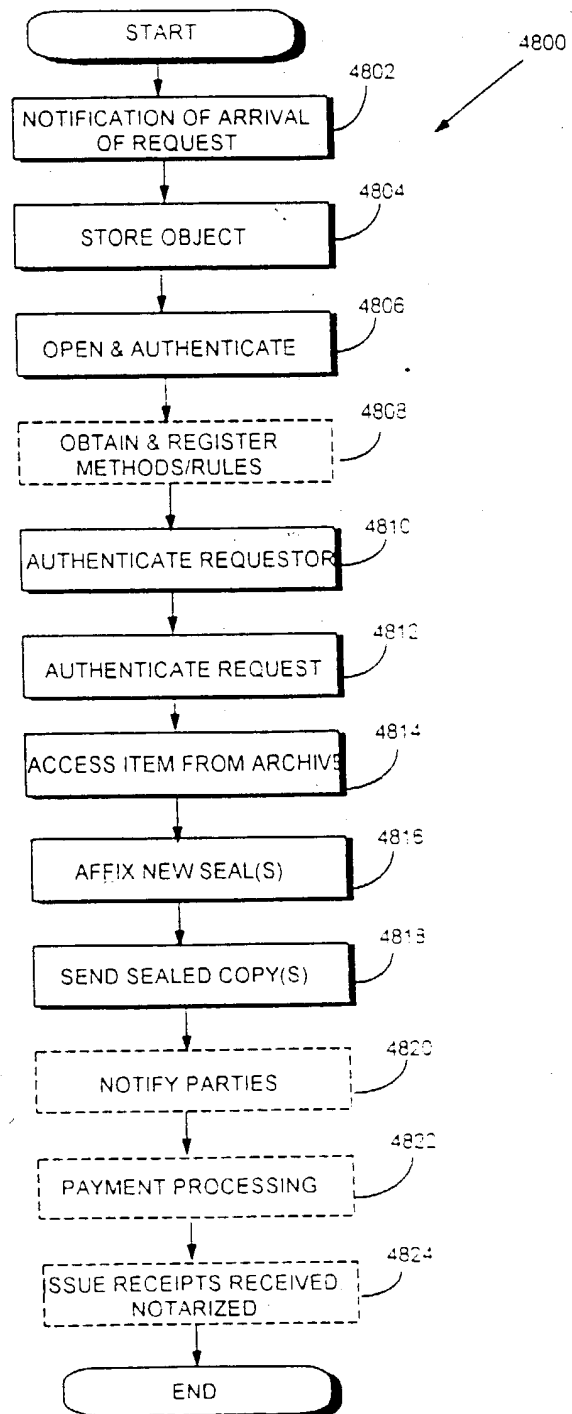 START
4800
4802
NOTIFICATION OF ARRIVAL
OF REQUEST
4804
STORE OBJECT
4806
OPEN & AUTHENTICATE
4808
OBTAIN & REGISTER
METHODS/RULES
4810
AUTHENTICATE REQUESTOR
4812
AUTHENTICATE REQUEST
4814
ACCESS ITEM FROM ARCHIVE
4816
AFFIX NEW SEAL(S)
4818
SEND SEALED COPY(S)
4820
NOTIFY PARTIES
4822
PAYMENT PROCESSING
4824
SSUE RECEIPTS RECEIVED
NOTARIZED
END